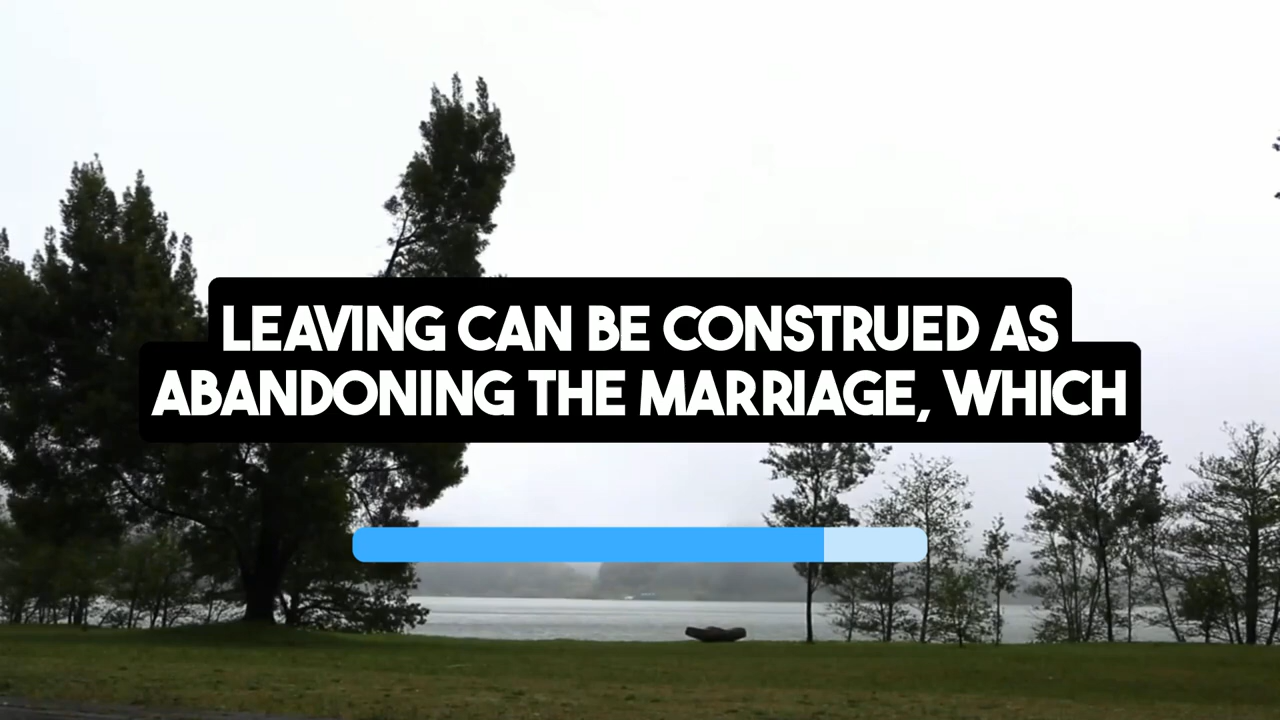 LEAVING CAN BE CONSTRUED AS
ABANDONING THE MARRIAGE, WHICH